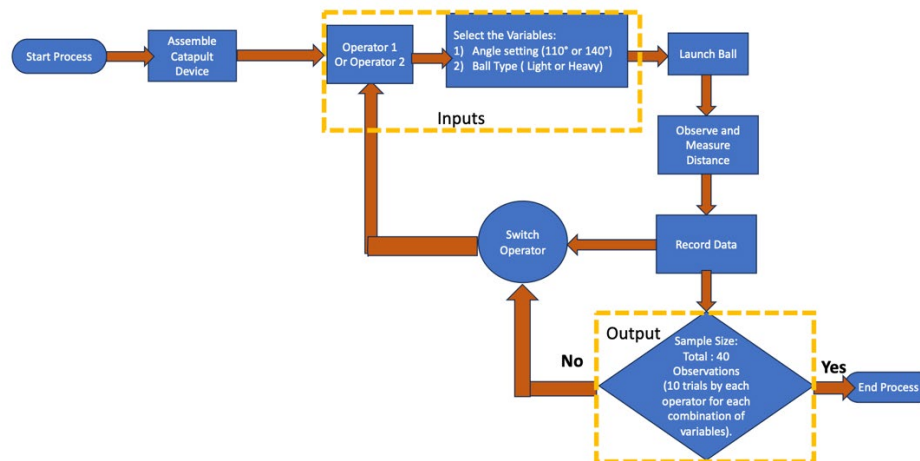 Start Process
Assemble
Catapult
Device
Operator 1
Or Operator 2
Select the Variables:
1) Angle setting (110° or 140°)
2) Ball Type ( Light or Heavy)
Inputs
Launch Ball
Observe and
Measure
Distance
Record Data
Switch
Operator
Output
Sample Size:
Total : 40
Observations
(10 trials by each
operator for each
combination of
variables).
No
Yes
End Process